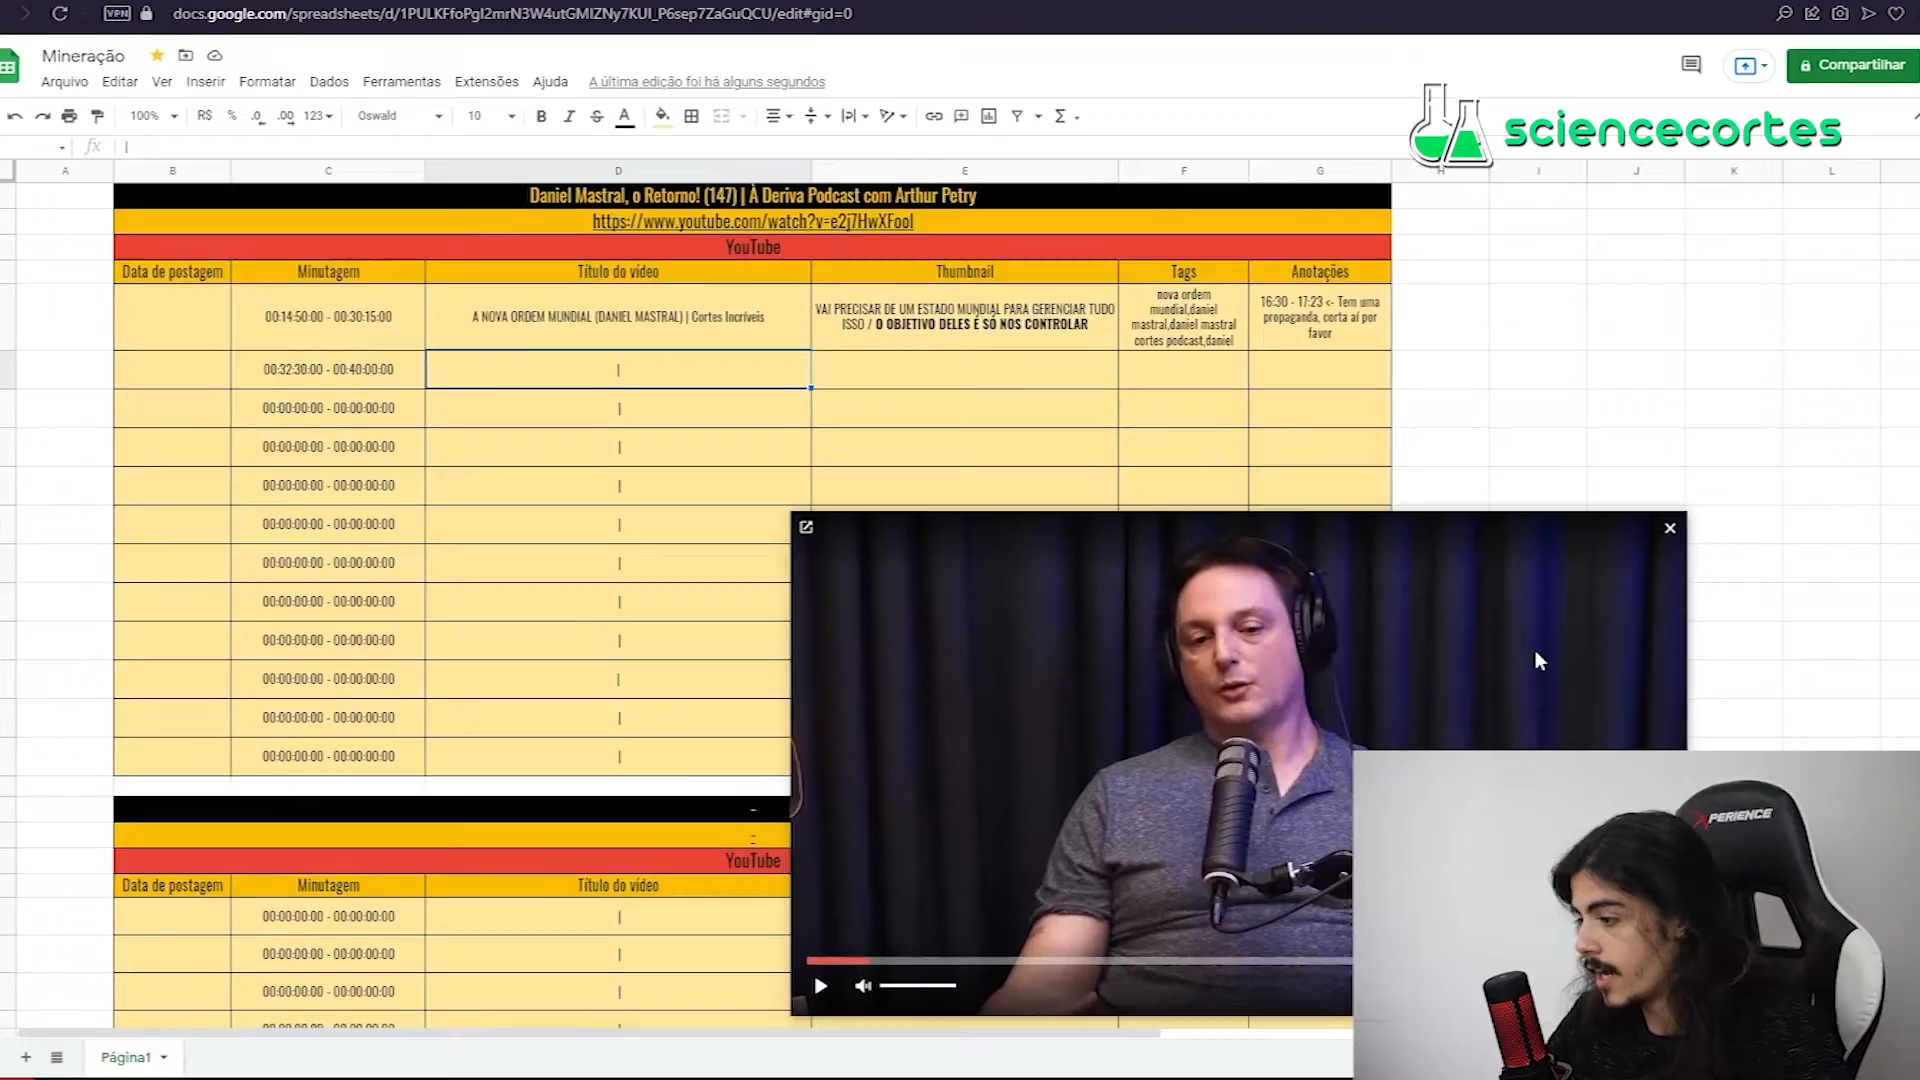 VPN docs.google.com/spreadsheets/d/1PULKFfoPgI2mrN3W4utGMIZNy7KUI_P6sep7ZaGuQCU/edit#gid=0
Mineração
Arquivo Editar Ver Inserir Formatar Dados Ferramentas Extensões Ajuda A última edição foi há alguns segundos
Compartilhar
100% R$ % .0 .00 123 Oswald 10 B I S A
sciencecortes
fx |
A B C D E F G H I J K L
Daniel Mastral, o Retorno! (147) | À Deriva Podcast com Arthur Petry
https://www.youtube.com/watch?v=e2j7HwXFooI
YouTube
Data de postagem Minutagem Título do vídeo Thumbnail Tags Anotações
00:14:50:00 - 00:30:15:00
A NOVA ORDEM MUNDIAL (DANIEL MASTRAL) | Cortes Incríveis
VAI PRECISAR DE UM ESTADO MUNDIAL PARA GERENCIAR TUDO
ISSO / O OBJETIVO DELES É SÓ NOS CONTROLAR
nova ordem
mundial,daniel
mastral,daniel mastral
cortes podcast,daniel
16:30 - 17:23 <- Tem uma
propaganda, corta aí por
favor
00:32:30:00 - 00:40:00:00 |
00:00:00:00 - 00:00:00:00 |
00:00:00:00 - 00:00:00:00 |
00:00:00:00 - 00:00:00:00 |
00:00:00:00 - 00:00:00:00 |
00:00:00:00 - 00:00:00:00 |
00:00:00:00 - 00:00:00:00 |
00:00:00:00 - 00:00:00:00 |
00:00:00:00 - 00:00:00:00 |
00:00:00:00 - 00:00:00:00 |
00:00:00:00 - 00:00:00:00 |
-
-
YouTube
Data de postagem Minutagem Título do vídeo
00:00:00:00 - 00:00:00:00 |
00:00:00:00 - 00:00:00:00 |
00:00:00:00 - 00:00:00:00 |
XPERIENCE
Página1